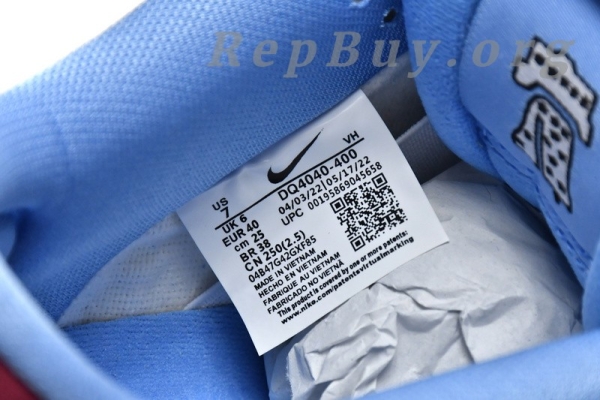 RepBuy.org
VH
DQ4040-400
04/03/22|05/17/22
UPC 00195869045658
US
7
UK 6
EUR 40
cm 25
BR 38
CN 250(2.5)
04B47G42GXF85
MADE IN VIETNAM
HECHO EN VIETNAM
FABRIQUÉ AU VIETNAM
FABRICADO NO VIETNÃ
This product is covered by one or more patents:
www.nike.com/patentsvirtualmarking